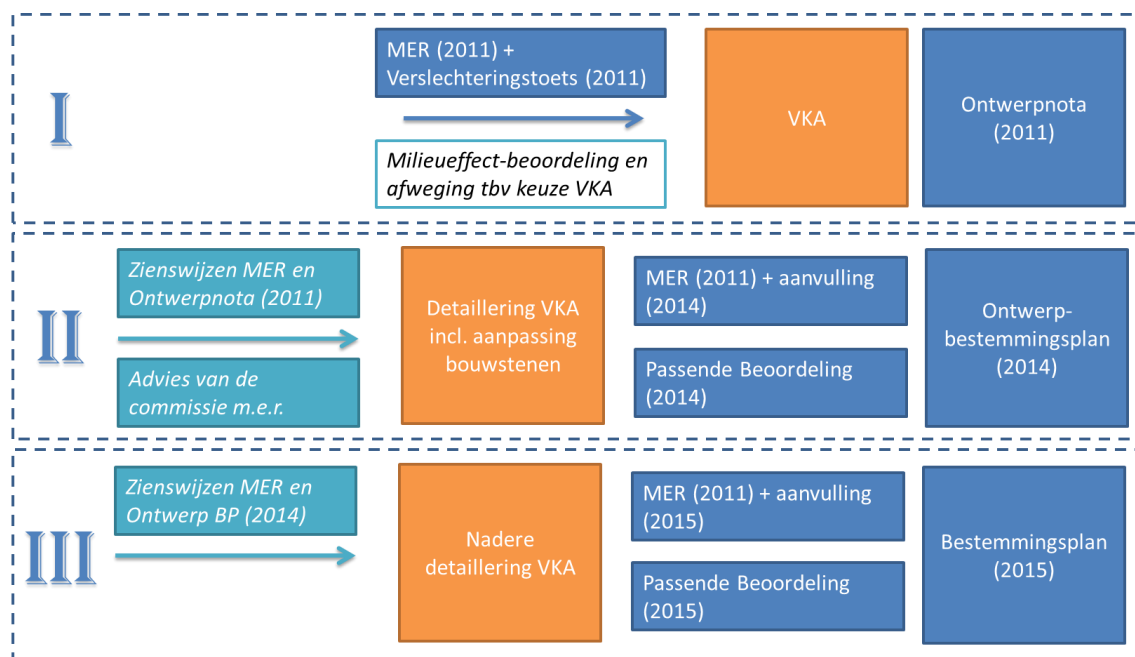 I
MER (2011) +
Verslechteringstoets (2011)
Milieueffect-beoordeling en
afweging tbv keuze VKA
VKA
Ontwerpnota
(2011)
II
Zienswijzen MER en
Ontwerpnota (2011)
Advies van de
commissie m.e.r.
Detaillering VKA
incl. aanpassing
bouwstenen
MER (2011) + aanvulling
(2014)
Passende Beoordeling
(2014)
Ontwerp-
bestemmingsplan
(2014)
III
Zienswijzen MER en
Ontwerp BP (2014)
Nadere
detaillering VKA
MER (2011) + aanvulling
(2015)
Passende Beoordeling
(2015)
Bestemmingsplan
(2015)